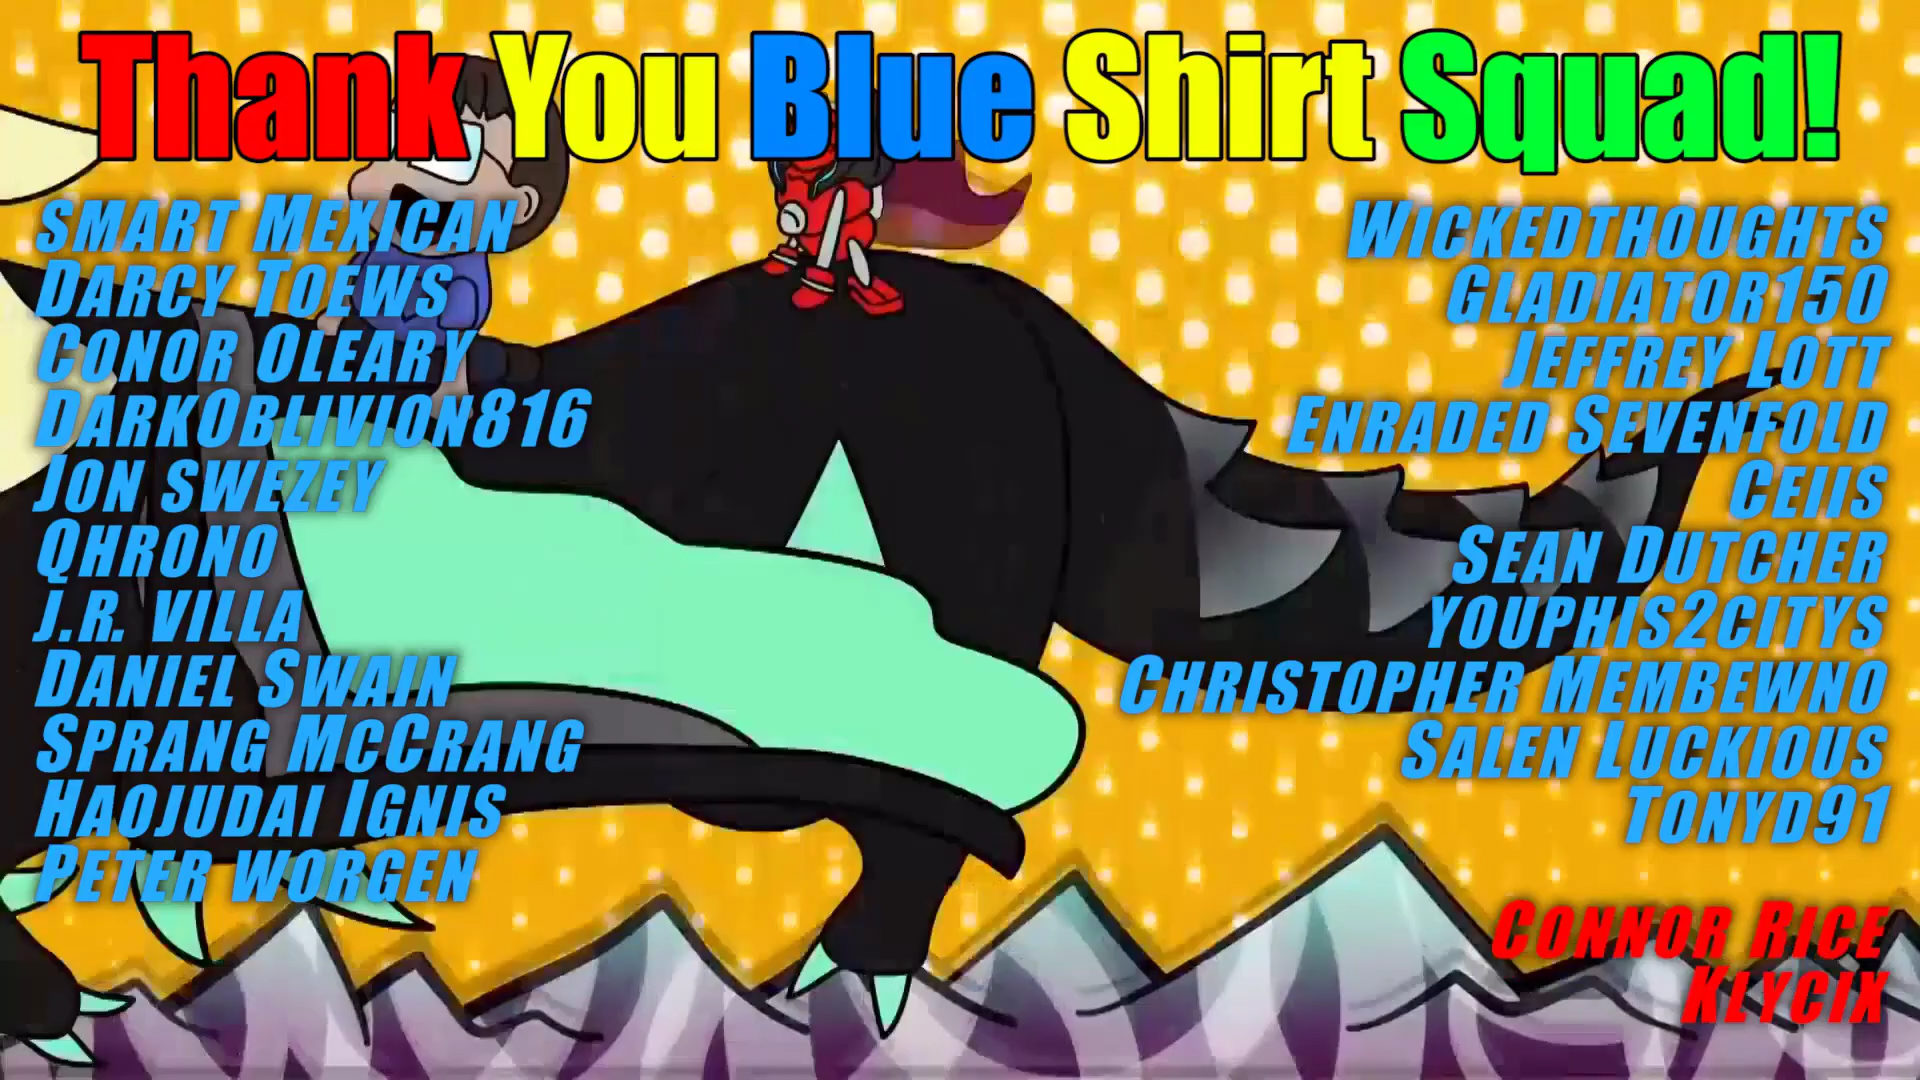 Thank You Blue Shirt Squad!
smart Mexican
Darcy Toews
Conor Oleary
DarkOblivion816
Jon swezey
Qhrono
J.R. villa
Daniel Swain
Sprang McCrang
Haojudai Ignis
Peter worgen
Wickedthoughts
Gladiator150
Jeffrey Lott
Enraded Sevenfold
Ceiis
Sean Dutcher
youphis2citys
Christopher Membewno
Salen Luckious
Tonyd91
Connor Rice
Klycix